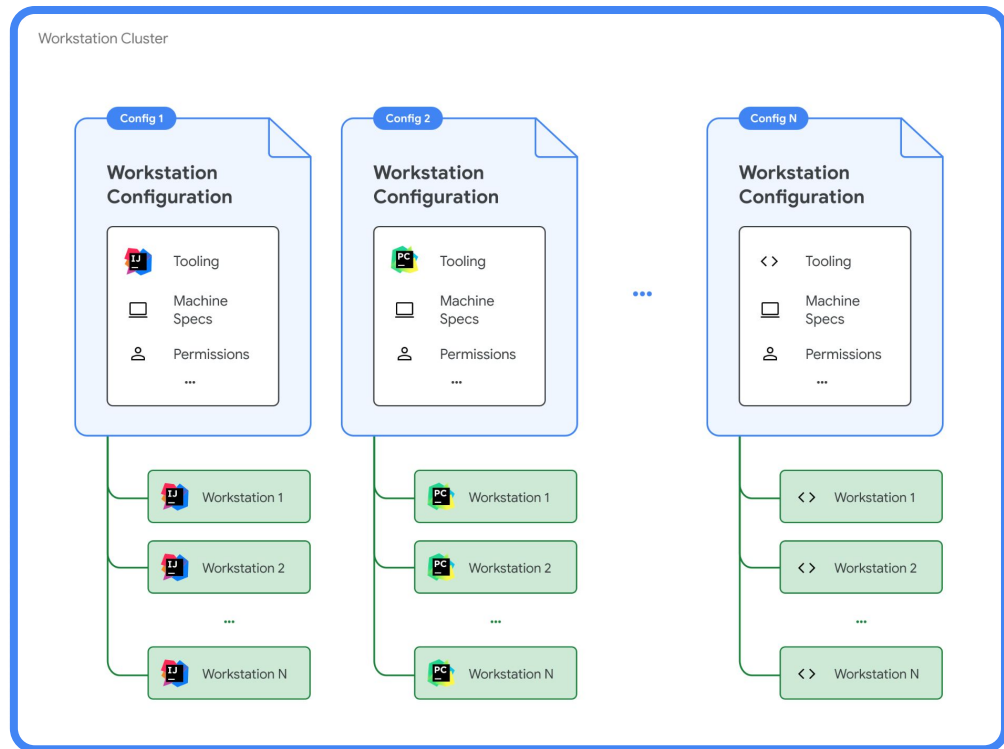 Workstation Cluster
Config 1
Workstation
Configuration
IJ
Tooling
Machine
Specs
Permissions
...
IJ
Workstation 1
IJ
Workstation 2
...
IJ
Workstation N
Config 2
Workstation
Configuration
PC
Tooling
Machine
Specs
Permissions
...
PC
Workstation 1
PC
Workstation 2
...
PC
Workstation N
...
Config N
Workstation
Configuration
<> Tooling
Machine
Specs
Permissions
...
<> Workstation 1
<> Workstation 2
...
<> Workstation N